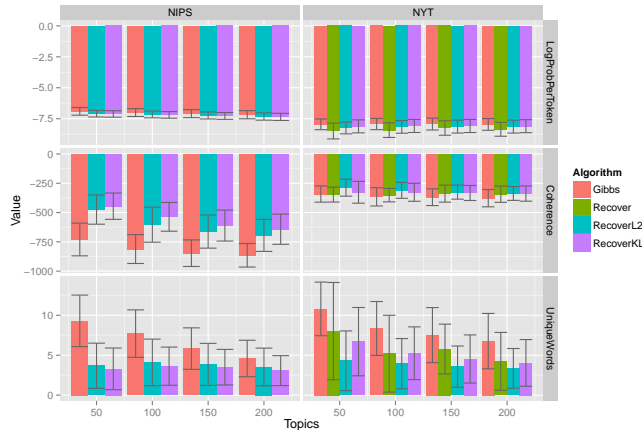 NIPS
NYT
0.0
−2.5
−5.0
−7.5
LogProbPerToken
0
−250
−500
−750
−1000
Coherence
Value
10
5
0
UniqueWords
50
100
150
200
50
100
150
200
Topics
Algorithm
Gibbs
Recover
RecoverL2
RecoverKL